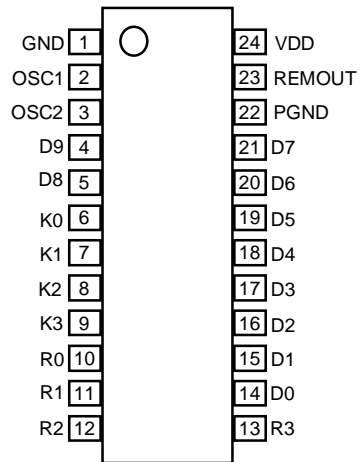 GND 1 24 VDD
OSC1 2 23 REMOUT
OSC2 3 22 PGND
D9 4 21 D7
D8 5 20 D6
K0 6 19 D5
K1 7 18 D4
K2 8 17 D3
K3 9 16 D2
R0 10 15 D1
R1 11 14 D0
R2 12 13 R3